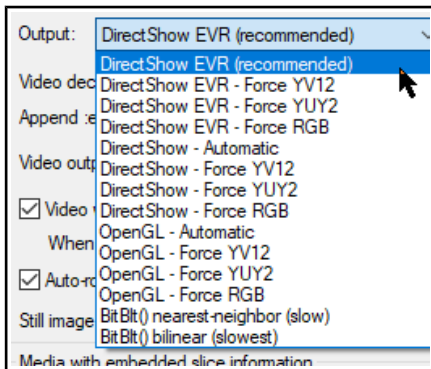 Output: DirectShow EVR (recommended)
DirectShow EVR (recommended)
Video dec
DirectShow EVR - Force YV12
DirectShow EVR - Force YUY2
Append :e
DirectShow EVR - Force RGB
DirectShow - Automatic
Video outp
DirectShow - Force YV12
DirectShow - Force YUY2
Video
DirectShow - Force RGB
OpenGL - Automatic
When
OpenGL - Force YV12
Auto-ro
OpenGL - Force YUY2
OpenGL - Force RGB
Still image
BitBlt() nearest-neighbor (slow)
BitBlt() bilinear (slowest)
Media with embedded slice information